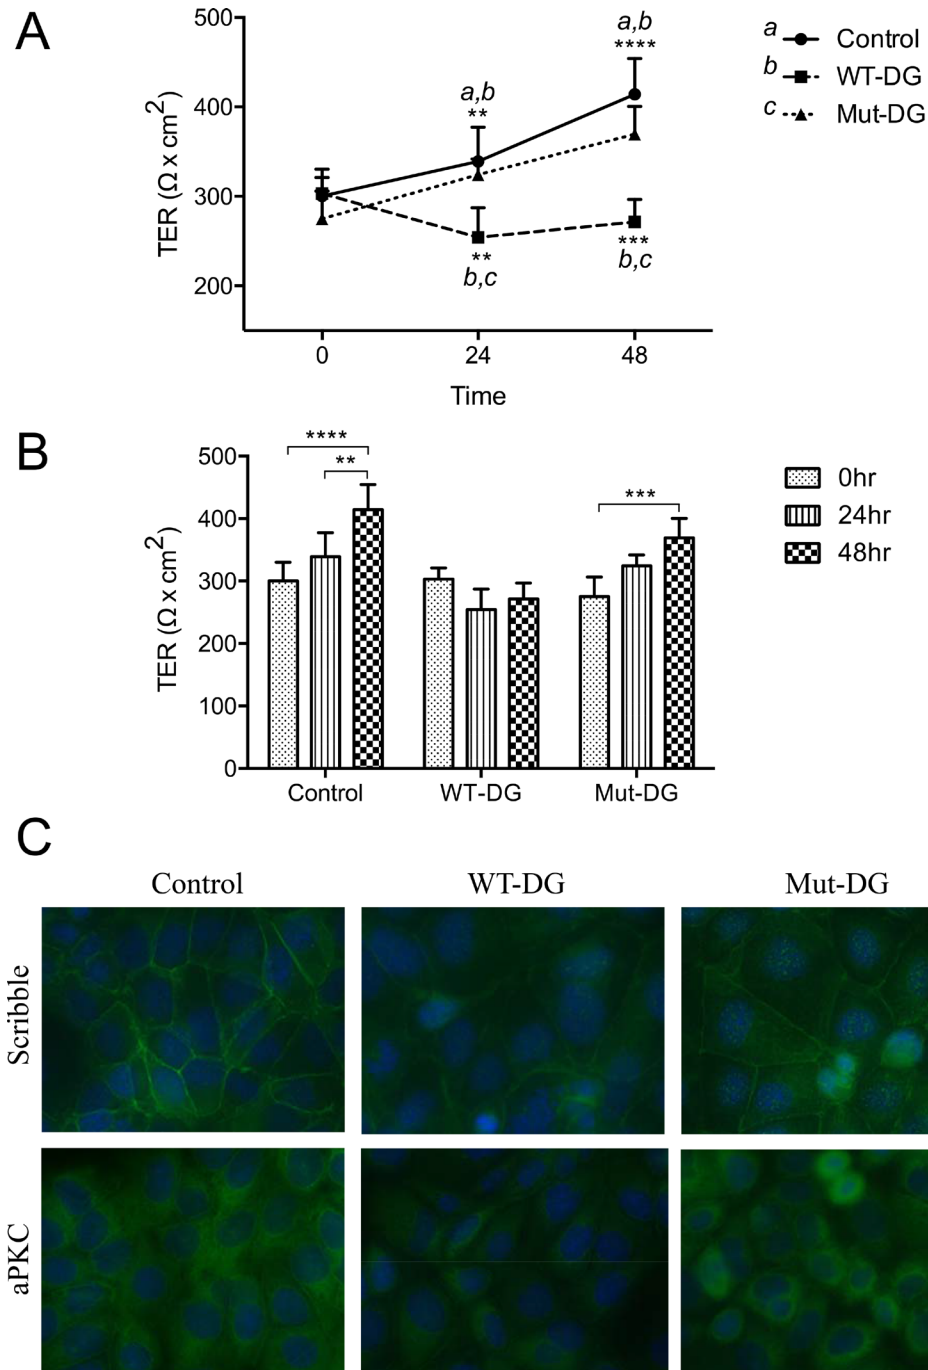 A
500
400
300
200
TER (Ω x cm²)
a,b
****
a,b
**
**
b,c
***
b,c
0
24
48
Time
a Control
b WT-DG
c Mut-DG
B
500
400
300
200
100
0
TER (Ω x cm²)
****
**
***
Control
WT-DG
Mut-DG
0hr
24hr
48hr
C
Control
WT-DG
Mut-DG
Scribble
aPKC